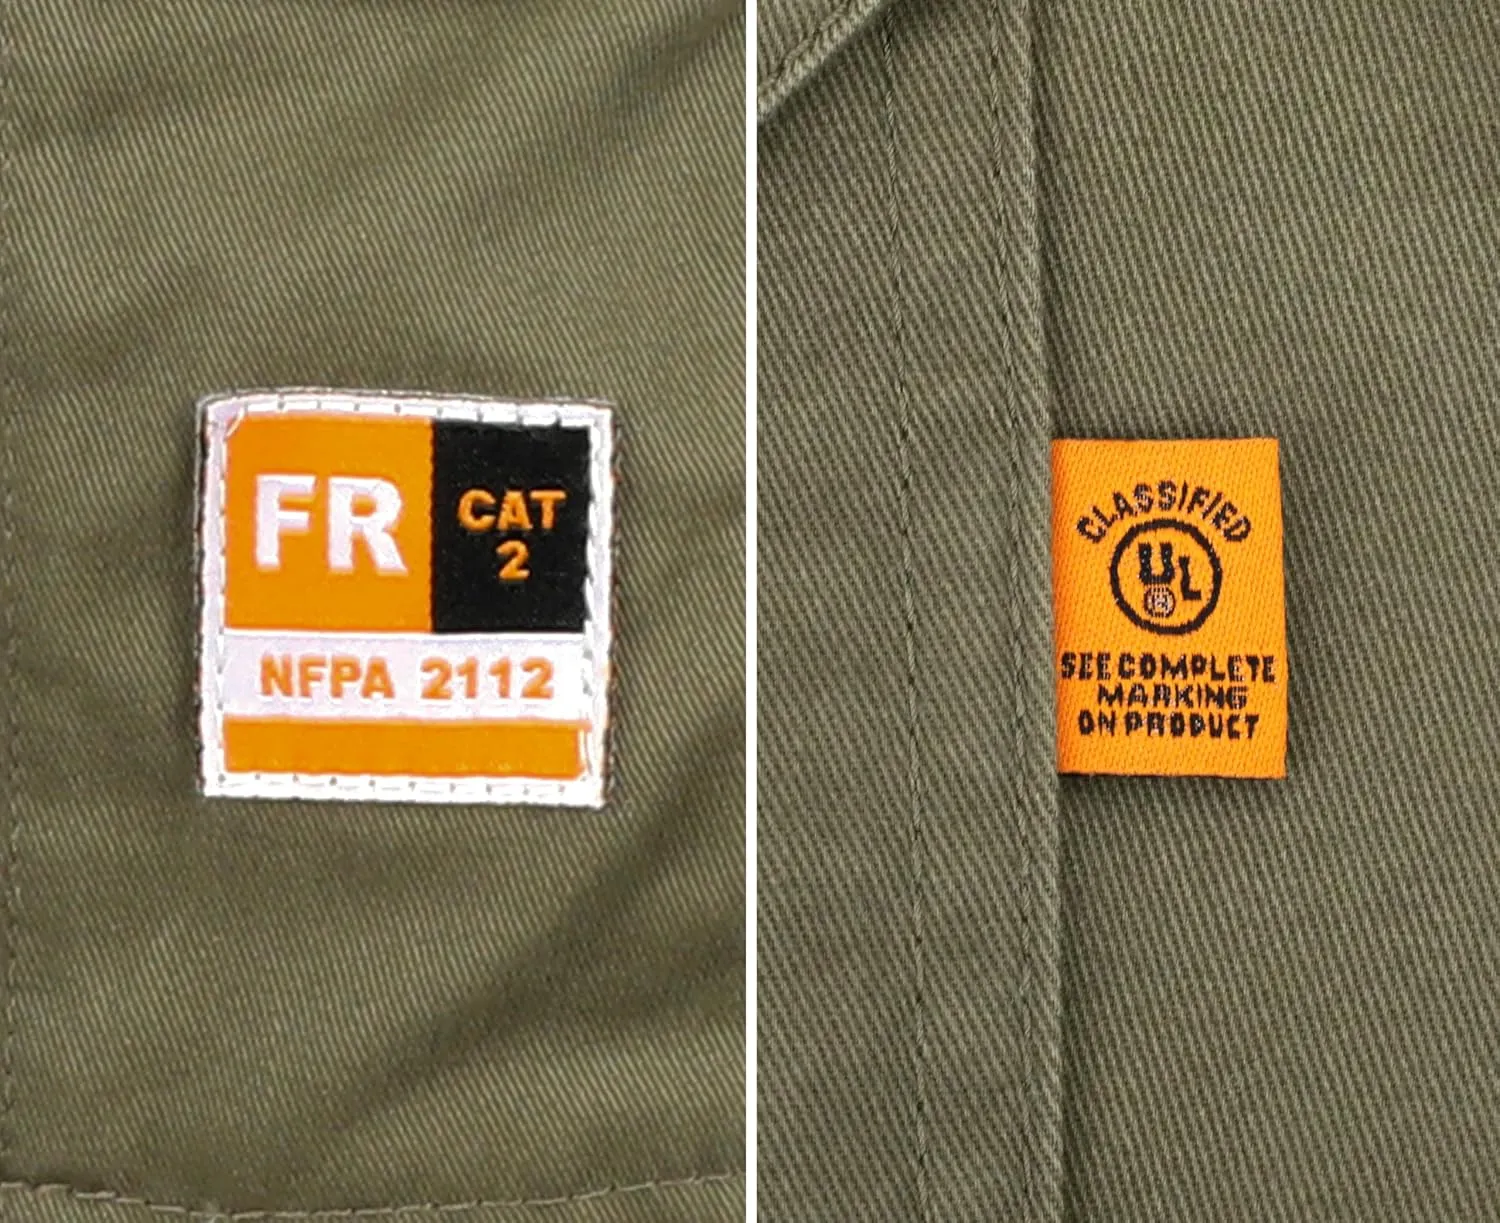 FR
CAT
2
NFPA 2112
CLASSIFIED
UL
SEE COMPLETE
MARKING
ON PRODUCT